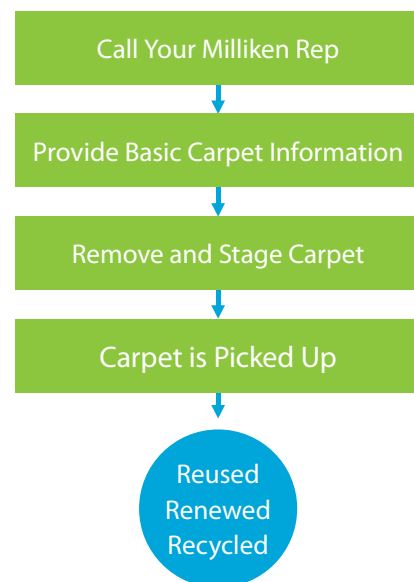 Call Your Milliken Rep
Provide Basic Carpet Information
Remove and Stage Carpet
Carpet is Picked Up
Reused
Renewed
Recycled